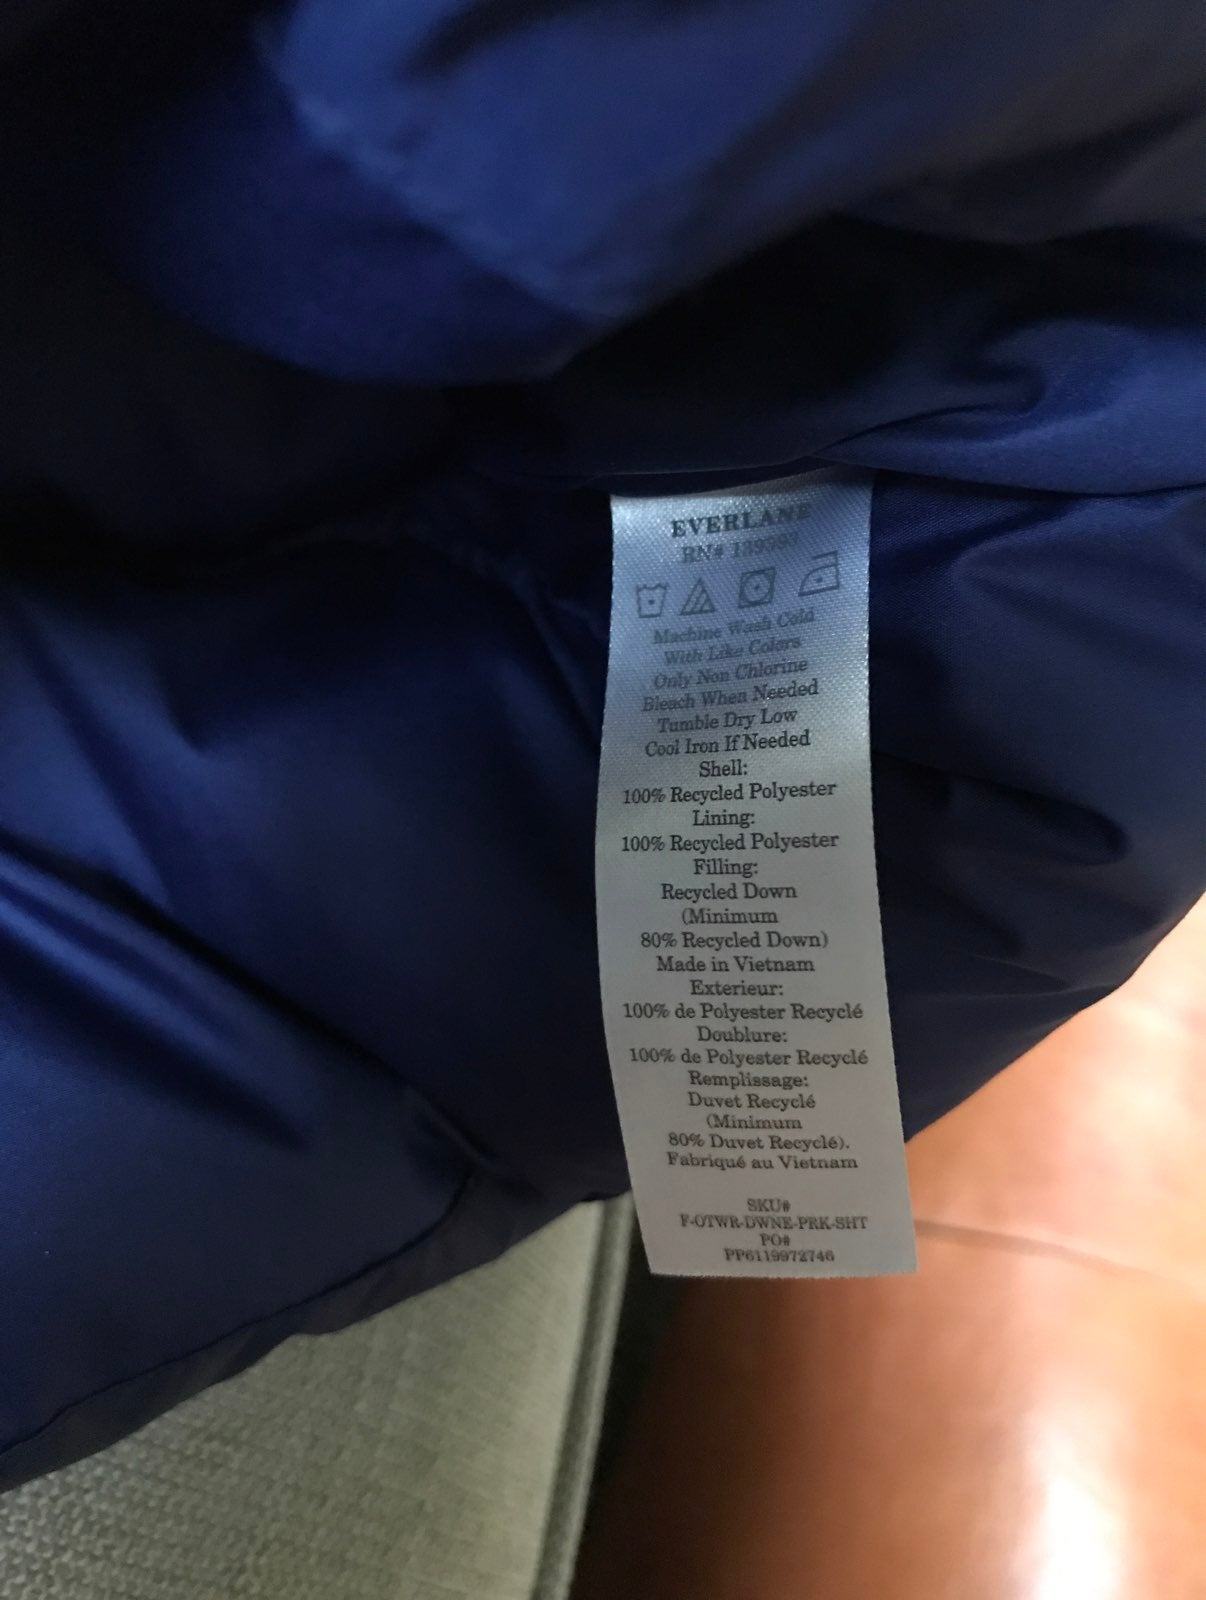 EVERLANE
RN#
Machine Wash Cold
With Like Colors
Only Non Chlorine
Bleach When Needed
Tumble Dry Low
Cool Iron If Needed
Shell:
100% Recycled Polyester
Lining:
100% Recycled Polyester
Filling:
Recycled Down
(Minimum
80% Recycled Down)
Made in Vietnam
Exterieur:
100% de Polyester Recyclé
Doublure:
100% de Polyester Recyclé
Remplissage:
Duvet Recyclé
(Minimum
80% Duvet Recyclé).
Fabriqué au Vietnam
SKU#
F-OTWR-DWNE-PRK-SHT
PO#
PP6119972746